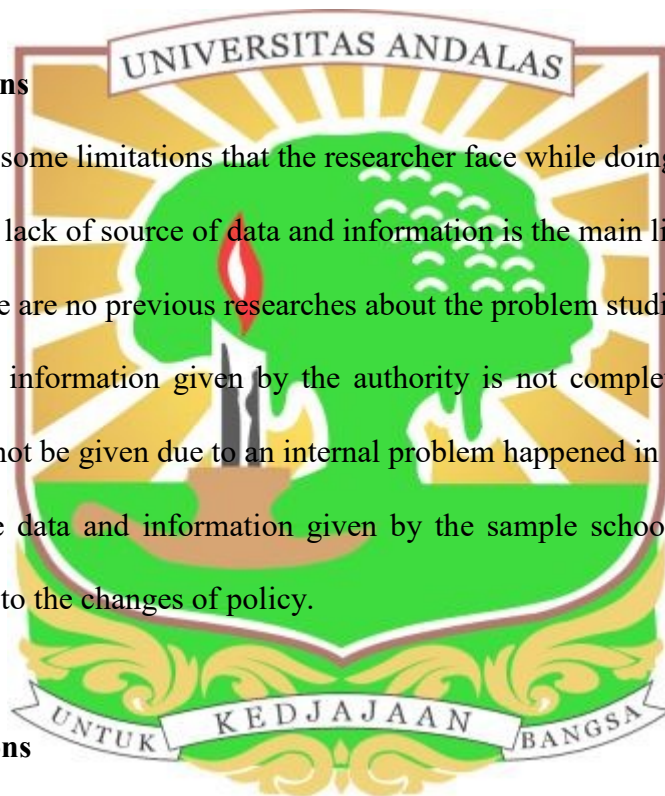 UNIVERSITAS ANDALAS
ns
some limitations that the researcher face while doing
lack of source of data and information is the main li
e are no previous researches about the problem studi
information given by the authority is not comple
not be given due to an internal problem happened in
e data and information given by the sample schoo
to the changes of policy.
UNTUK KEDJAJAAN BANGSA
ons